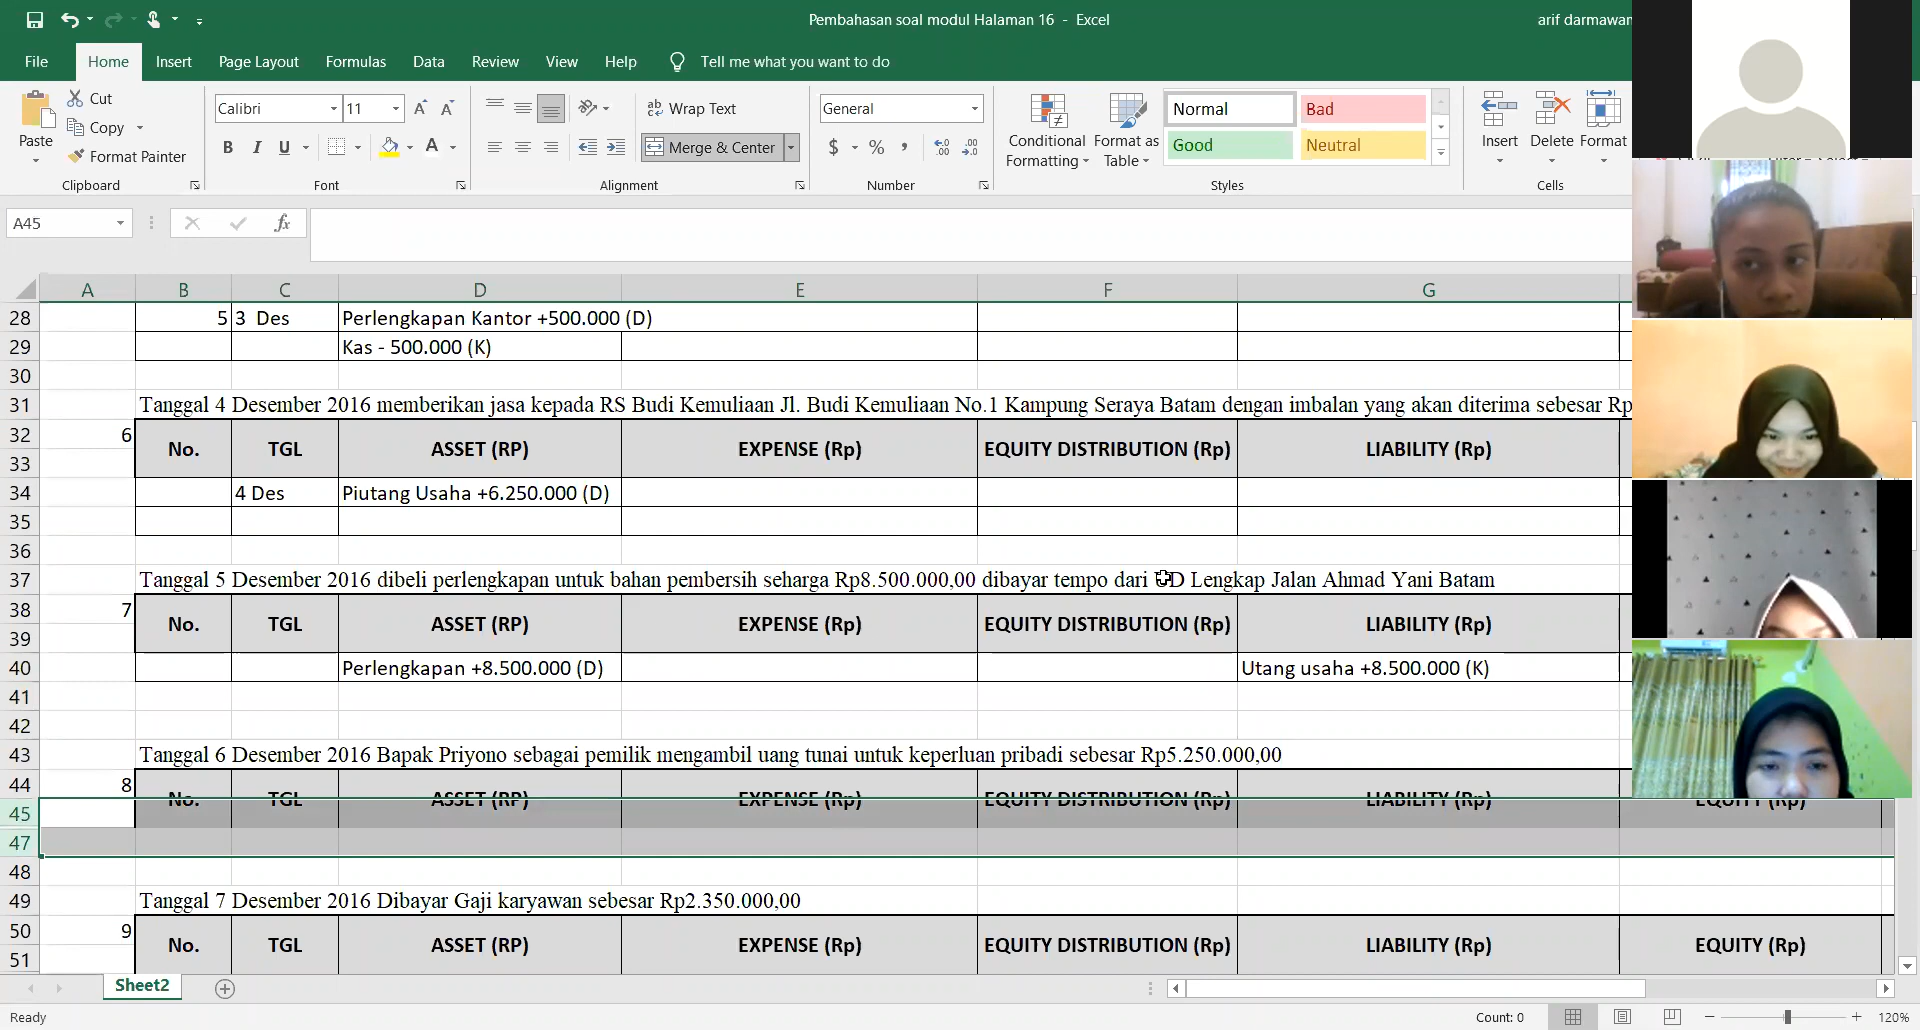 Pembahasan soal modul Halaman 16 - Excel
arif darmawan
File Home Insert Page Layout Formulas Data Review View Help Tell me what you want to do
Cut
Copy
Format Painter
Paste
Clipboard
Calibri 11
B I U
Font
Wrap Text
Merge & Center
Alignment
General
$ % ,
Number
Conditional Formatting
Format as Table
Normal Bad
Good Neutral
Styles
Insert Delete Format
Cells
A45 fx
A B C D E F G
28 5 3 Des Perlengkapan Kantor +500.000 (D)
29 Kas - 500.000 (K)
30
31 Tanggal 4 Desember 2016 memberikan jasa kepada RS Budi Kemuliaan Jl. Budi Kemuliaan No.1 Kampung Seraya Batam dengan imbalan yang akan diterima sebesar Rp
32 6 No. TGL ASSET (RP) EXPENSE (Rp) EQUITY DISTRIBUTION (Rp) LIABILITY (Rp)
33
34 4 Des Piutang Usaha +6.250.000 (D)
35
36
37 Tanggal 5 Desember 2016 dibeli perlengkapan untuk bahan pembersih seharga Rp8.500.000,00 dibayar tempo dari D Lengkap Jalan Ahmad Yani Batam
38 7 No. TGL ASSET (RP) EXPENSE (Rp) EQUITY DISTRIBUTION (Rp) LIABILITY (Rp)
39
40 Perlengkapan +8.500.000 (D) Utang usaha +8.500.000 (K)
41
42
43 Tanggal 6 Desember 2016 Bapak Priyono sebagai pemilik mengambil uang tunai untuk keperluan pribadi sebesar Rp5.250.000,00
44 8 No. TGL ASSET (RP) EXPENSE (Rp) EQUITY DISTRIBUTION (Rp) LIABILITY (Rp) EQUITY (Rp)
45
47
48
49 Tanggal 7 Desember 2016 Dibayar Gaji karyawan sebesar Rp2.350.000,00
50 9 No. TGL ASSET (RP) EXPENSE (Rp) EQUITY DISTRIBUTION (Rp) LIABILITY (Rp) EQUITY (Rp)
51
Sheet2
Ready Count: 0 120%